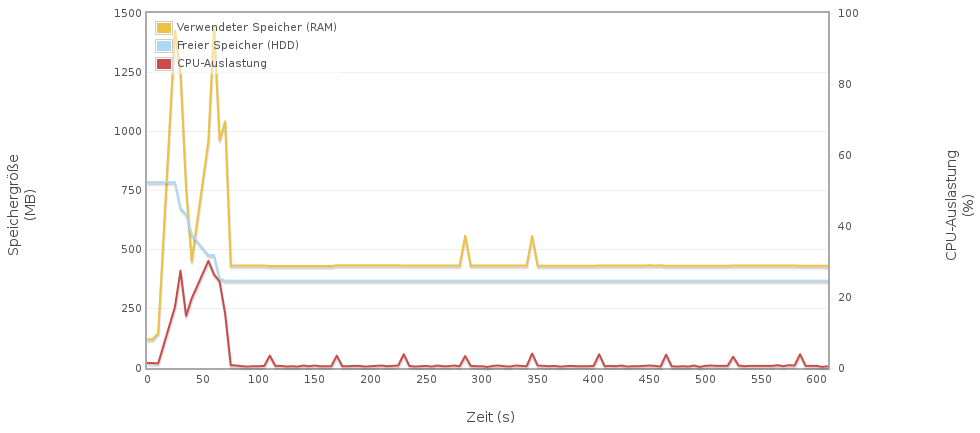 1500
1250
1000
750
500
250
0
Speichergröße
(MB)
Verwendeter Speicher (RAM)
Freier Speicher (HDD)
CPU-Auslastung
100
80
60
40
20
0
CPU-Auslastung
(%)
0 50 100 150 200 250 300 350 400 450 500 550 600
Zeit (s)